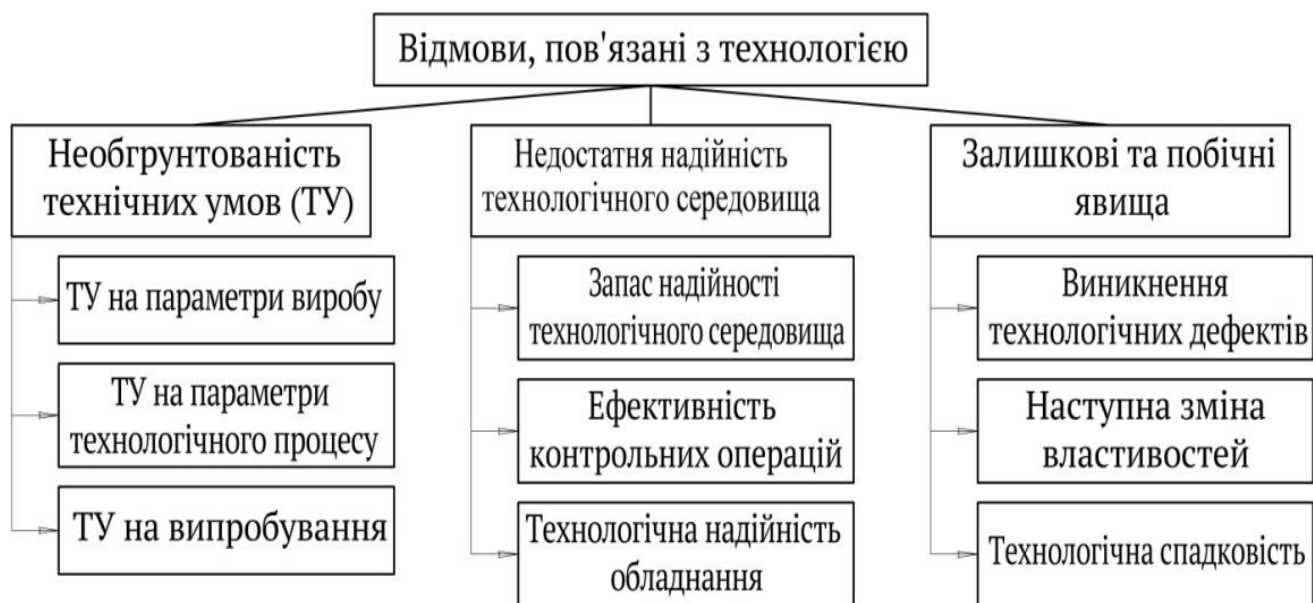 Відмови, пов'язані з технологією
Необгрунтованість
технічних умов (ТУ)
ТУ на параметри виробу
ТУ на параметри
технологічного процесу
ТУ на випробування
Недостатня надійність
технологічного середовища
Запас надійності
технологічного середовища
Ефективність
контрольних операцій
Технологічна надійність
обладнання
Залишкові та побічні
явища
Виникнення
технологічних дефектів
Наступна зміна
властивостей
Технологічна спадковість